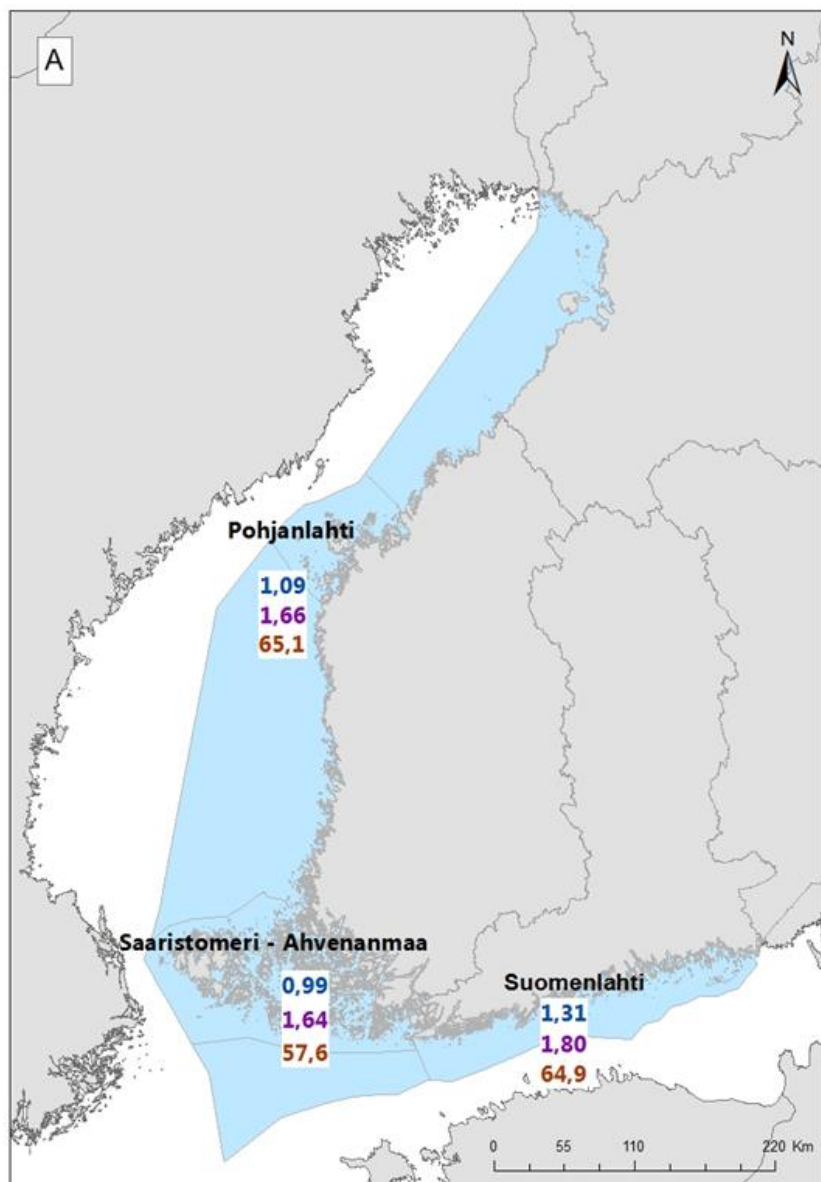 A
N
Pohjanlahti
1,09
1,66
65,1
Saaristomeri - Ahvenanmaa
0,99
1,64
57,6
Suomenlahti
1,31
1,80
64,9
0 55 110 220 Km